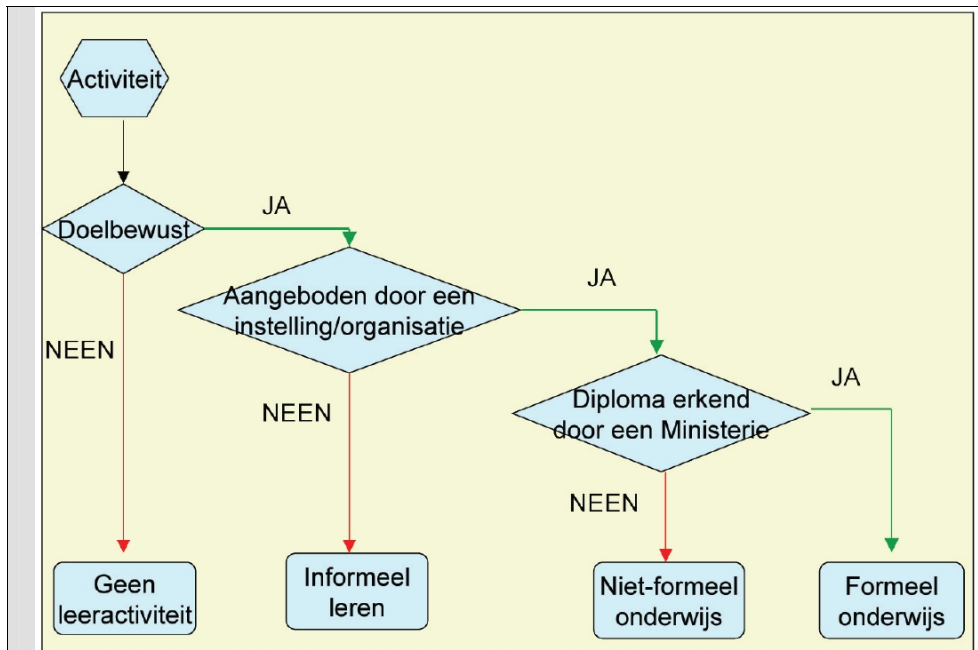 Activiteit
Doelbewust
JA
Aangeboden door een
instelling/organisatie
JA
NEEN
NEEN
Diploma erkend
door een Ministerie
JA
NEEN
Geen
leeractiviteit
Informeel
leren
Niet-formeel
onderwijs
Formeel
onderwijs